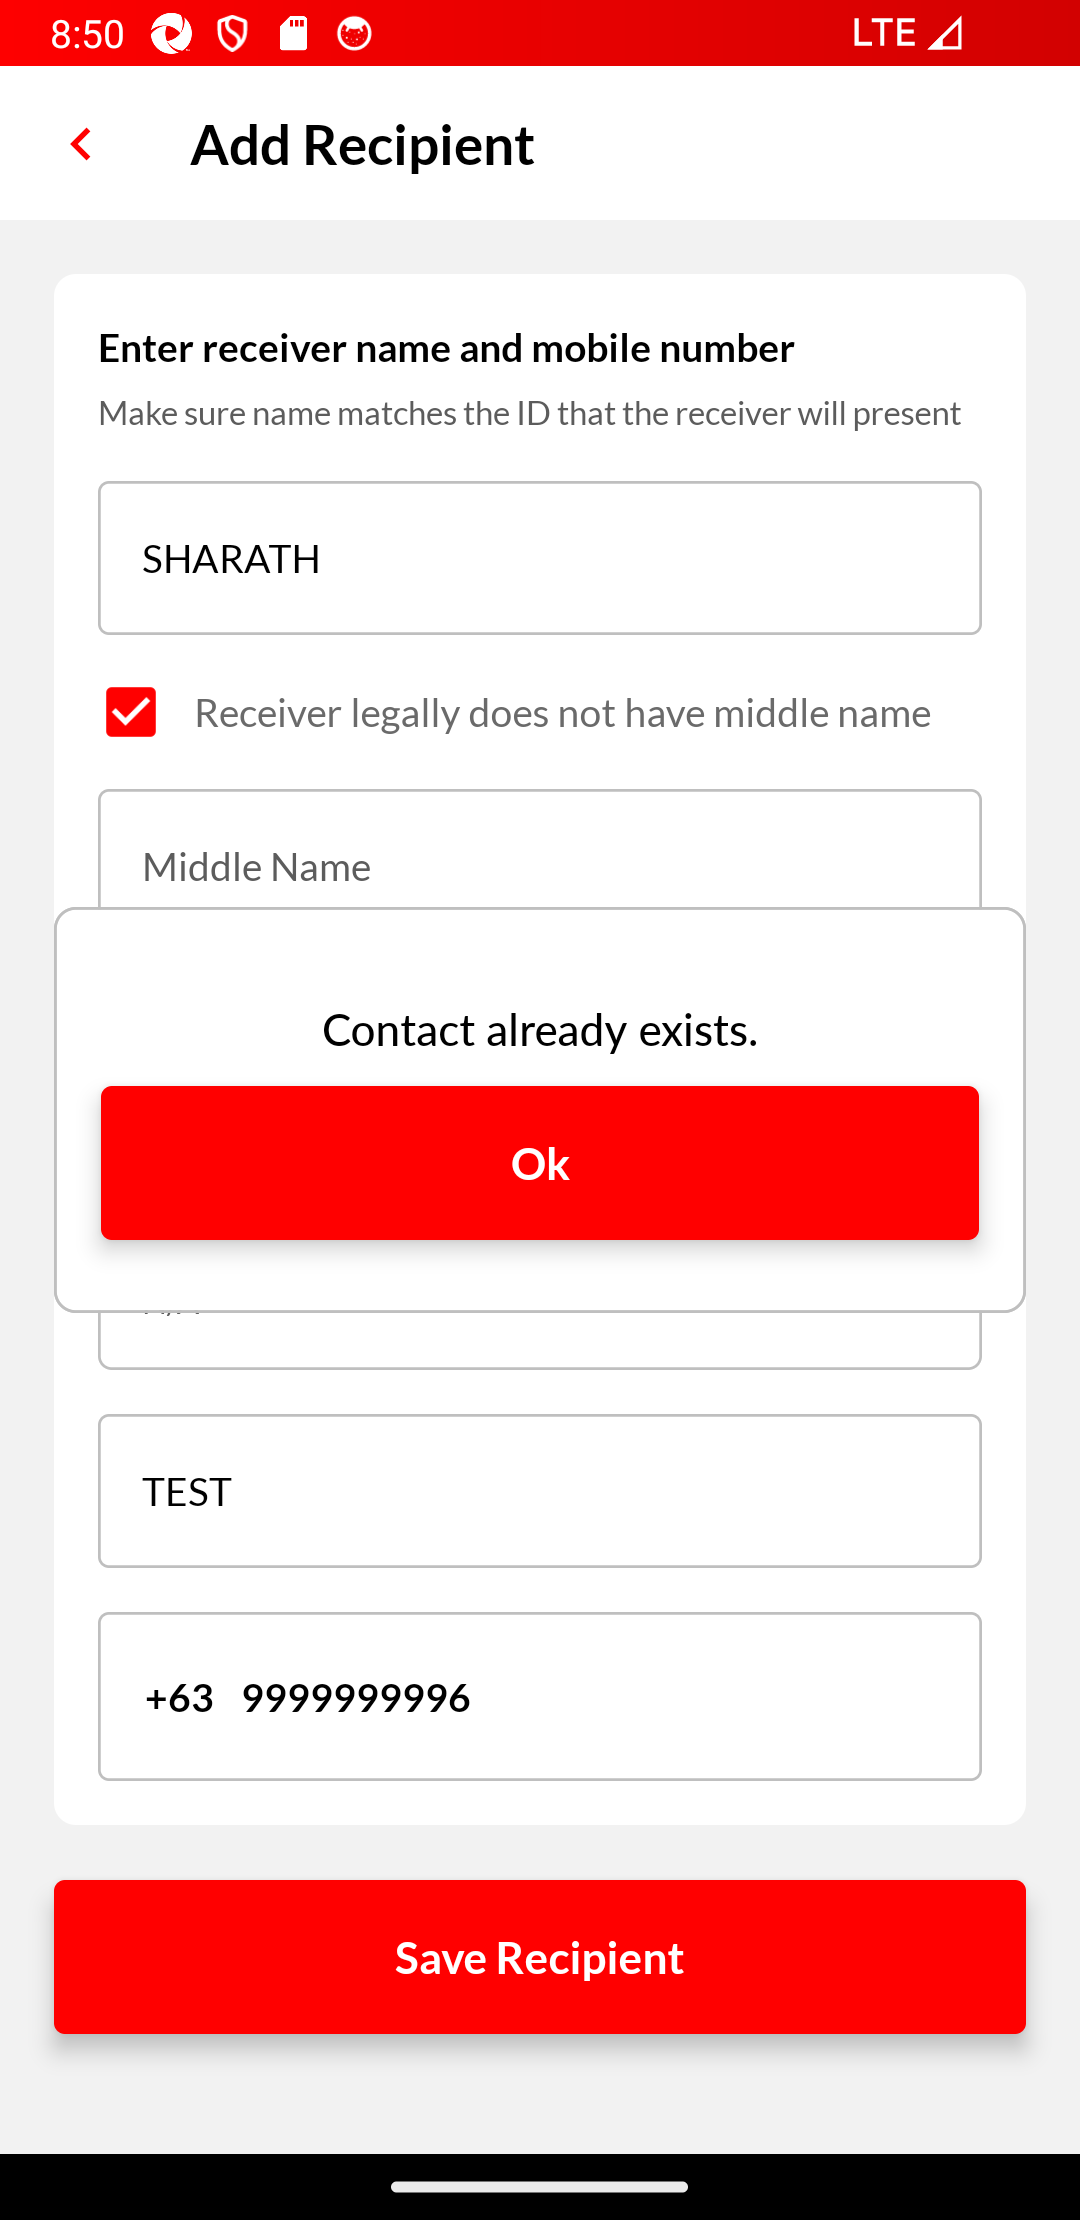 8:50
LTE
Add Recipient
Enter receiver name and mobile number
Make sure name matches the ID that the receiver will present
SHARATH
Receiver legally does not have middle name
Middle Name
Contact already exists.
Ok
TEST
+63 9999999996
Save Recipient